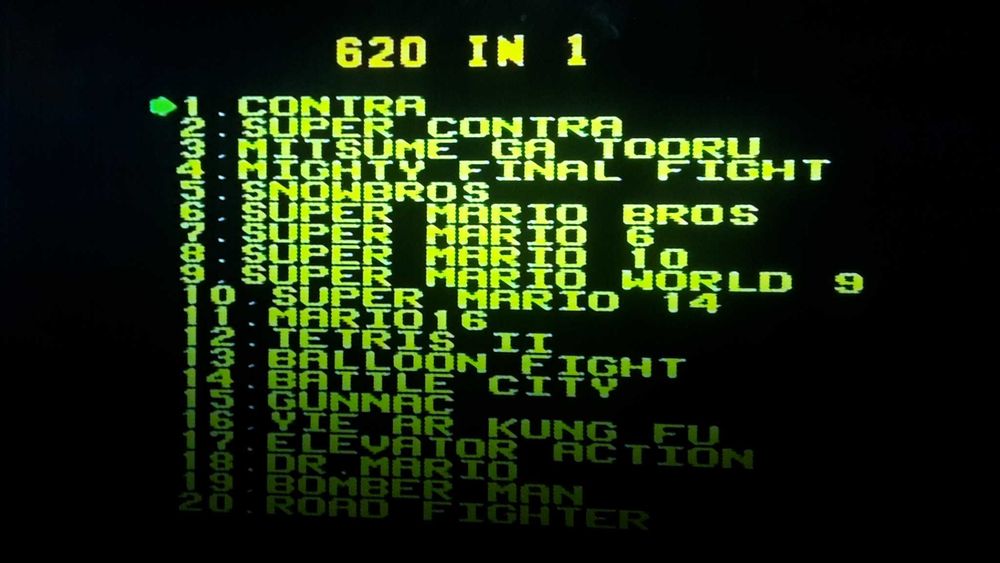 620 IN 1
1. CONTRA
2. SUPER CONTRA
3. MITSUME GA TOORU
4. MIGHTY FINAL FIGHT
5. SNOWBROS
6. SUPER MARIO BROS
7. SUPER MARIO 6
8. SUPER MARIO 10
9. SUPER MARIO WORLD 9
10. SUPER MARIO 14
11. MARIO16
12. TETRIS II
13. BALLOON FIGHT
14. BATTLE CITY
15. GUNNAC
16. YIE AR KUNG FU
17. ELEVATOR ACTION
18. DR.MARIO
19. BOMBER MAN
20. ROAD FIGHTER